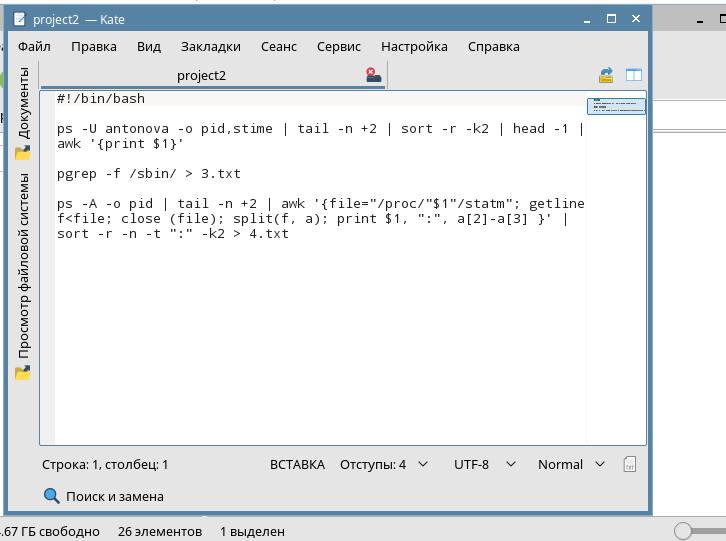 project2 — Kate
Файл Правка Вид Закладки Сеанс Сервис Настройка Справка
Документы
Просмотр файловой системы
project2
#!/bin/bash
ps -U antonova -o pid,stime | tail -n +2 | sort -r -k2 | head -1 |
awk '{print $1}'
pgrep -f /sbin/ > 3.txt
ps -A -o pid | tail -n +2 | awk '{file="/proc/"$1"/statm"; getline
f<file; close (file); split(f, a); print $1, ":", a[2]-a[3] }' |
sort -r -n -t ":" -k2 > 4.txt
Строка: 1, столбец: 1 ВСТАВКА Отступы: 4 UTF-8 Normal
Поиск и замена
.67 ГБ свободно 26 элементов 1 выделен